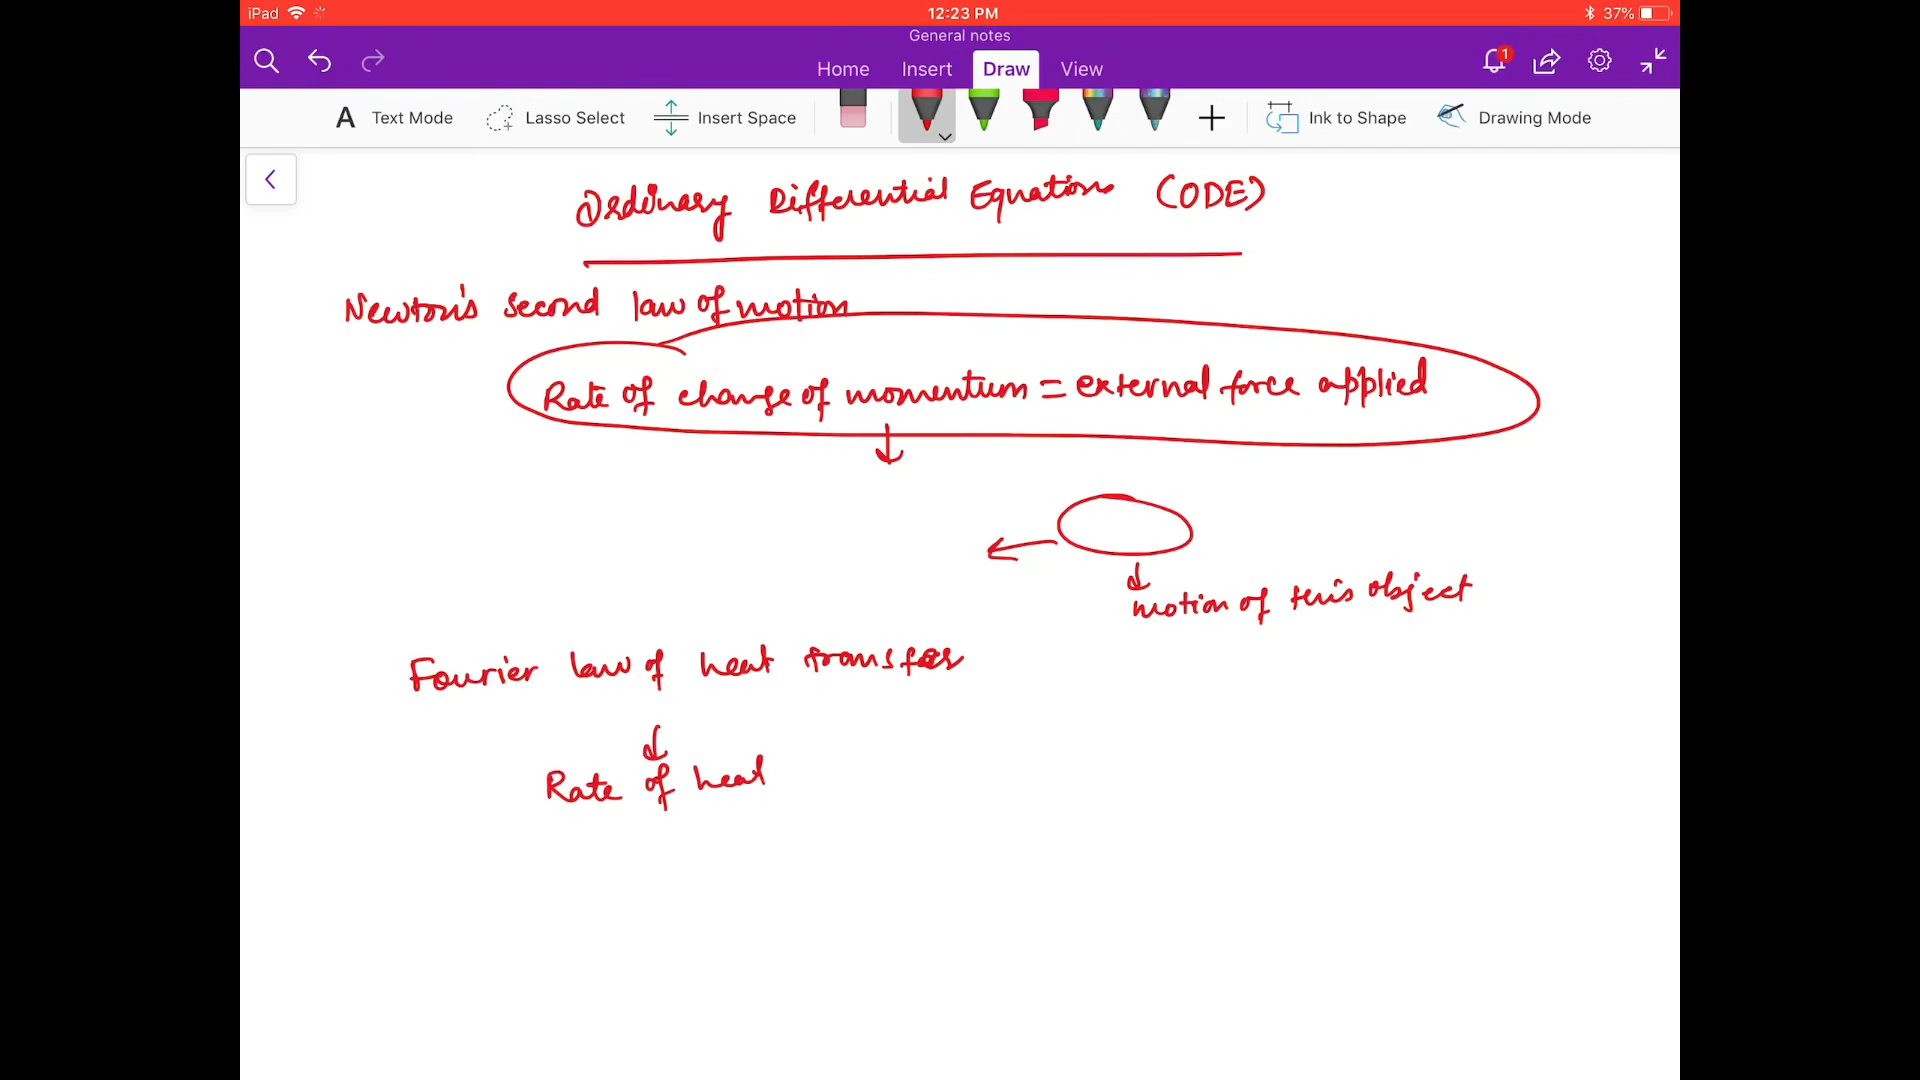 iPad
12:23 PM
37%
General notes
1
Home Insert Draw View
A Text Mode Lasso Select Insert Space Ink to Shape Drawing Mode
Ordinary Differential Equations (ODE)
Newton's second law of motion
Rate of change of momentum = external force applied
motion of this object
Fourier law of heat transfer
Rate of heat